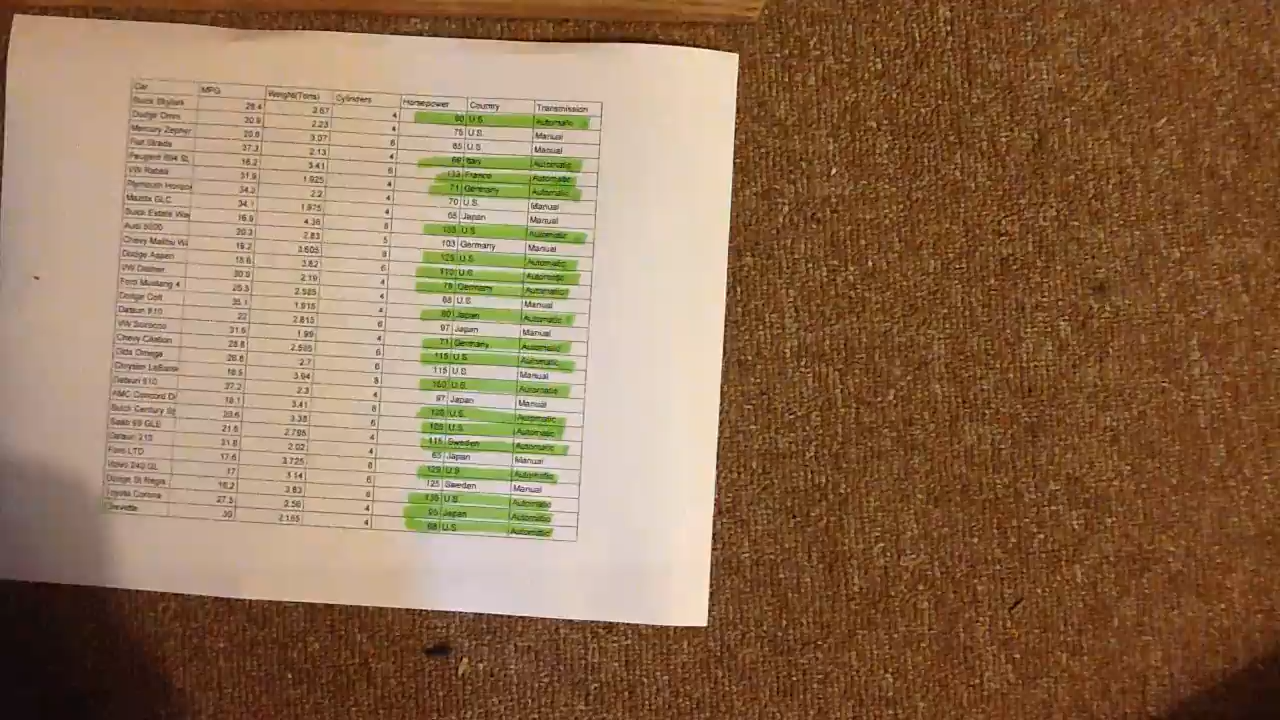 Car MPG Weight(Tons) Cylinders Horsepower Country Transmission
Buick Skylark 28.4 2.67 4 90 U.S. Automatic
Dodge Omni 30.9 2.23 4 75 U.S. Manual
Mercury Zephyr 20.8 3.07 6 85 U.S. Manual
Fiat Strada 37.3 2.13 4 69 Italy Automatic
Peugeot 694 SL 16.2 3.41 6 133 France Automatic
VW Rabbit 31.9 1.925 4 71 Germany Automatic
Plymouth Horizon 34.2 2.2 4 70 U.S. Manual
Mazda GLC 34.1 1.975 4 65 Japan Manual
Buick Estate Wag 16.9 4.36 8 155 U.S. Automatic
Audi 5000 20.3 2.83 5 103 Germany Manual
Chevy Malibu Wa 19.2 3.605 8 125 U.S. Automatic
Dodge Aspen 18.6 3.62 6 110 U.S. Automatic
VW Dasher 30.5 2.19 4 78 Germany Automatic
Ford Mustang 4 26.5 2.585 4 88 U.S. Manual
Dodge Colt 35.1 1.915 4 80 Japan Automatic
Datsun 810 22 2.815 6 97 Japan Manual
VW Scirocco 31.5 1.99 4 71 Germany Automatic
Chevy Citation 28.8 2.595 6 115 U.S. Automatic
Olds Omega 26.8 2.7 6 115 U.S. Manual
Chrysler LeBaron 18.5 3.94 8 150 U.S. Automatic
Datsun 510 27.2 2.3 4 97 Japan Manual
AMC Concord D/ 18.1 3.41 6 120 U.S. Automatic
Buick Century Sp 20.6 3.38 6 105 U.S. Automatic
Saab 99 GLE 21.6 2.795 4 115 Sweden Automatic
Datsun 210 31.8 2.02 4 65 Japan Manual
Ford LTD 17.6 3.725 8 129 U.S. Automatic
Volvo 240 GL 17 3.14 6 125 Sweden Manual
Dodge St Regis 18.2 3.83 8 135 U.S. Automatic
Toyota Corona 27.5 2.56 4 95 Japan Automatic
Chevette 30 2.155 4 68 U.S. Automatic